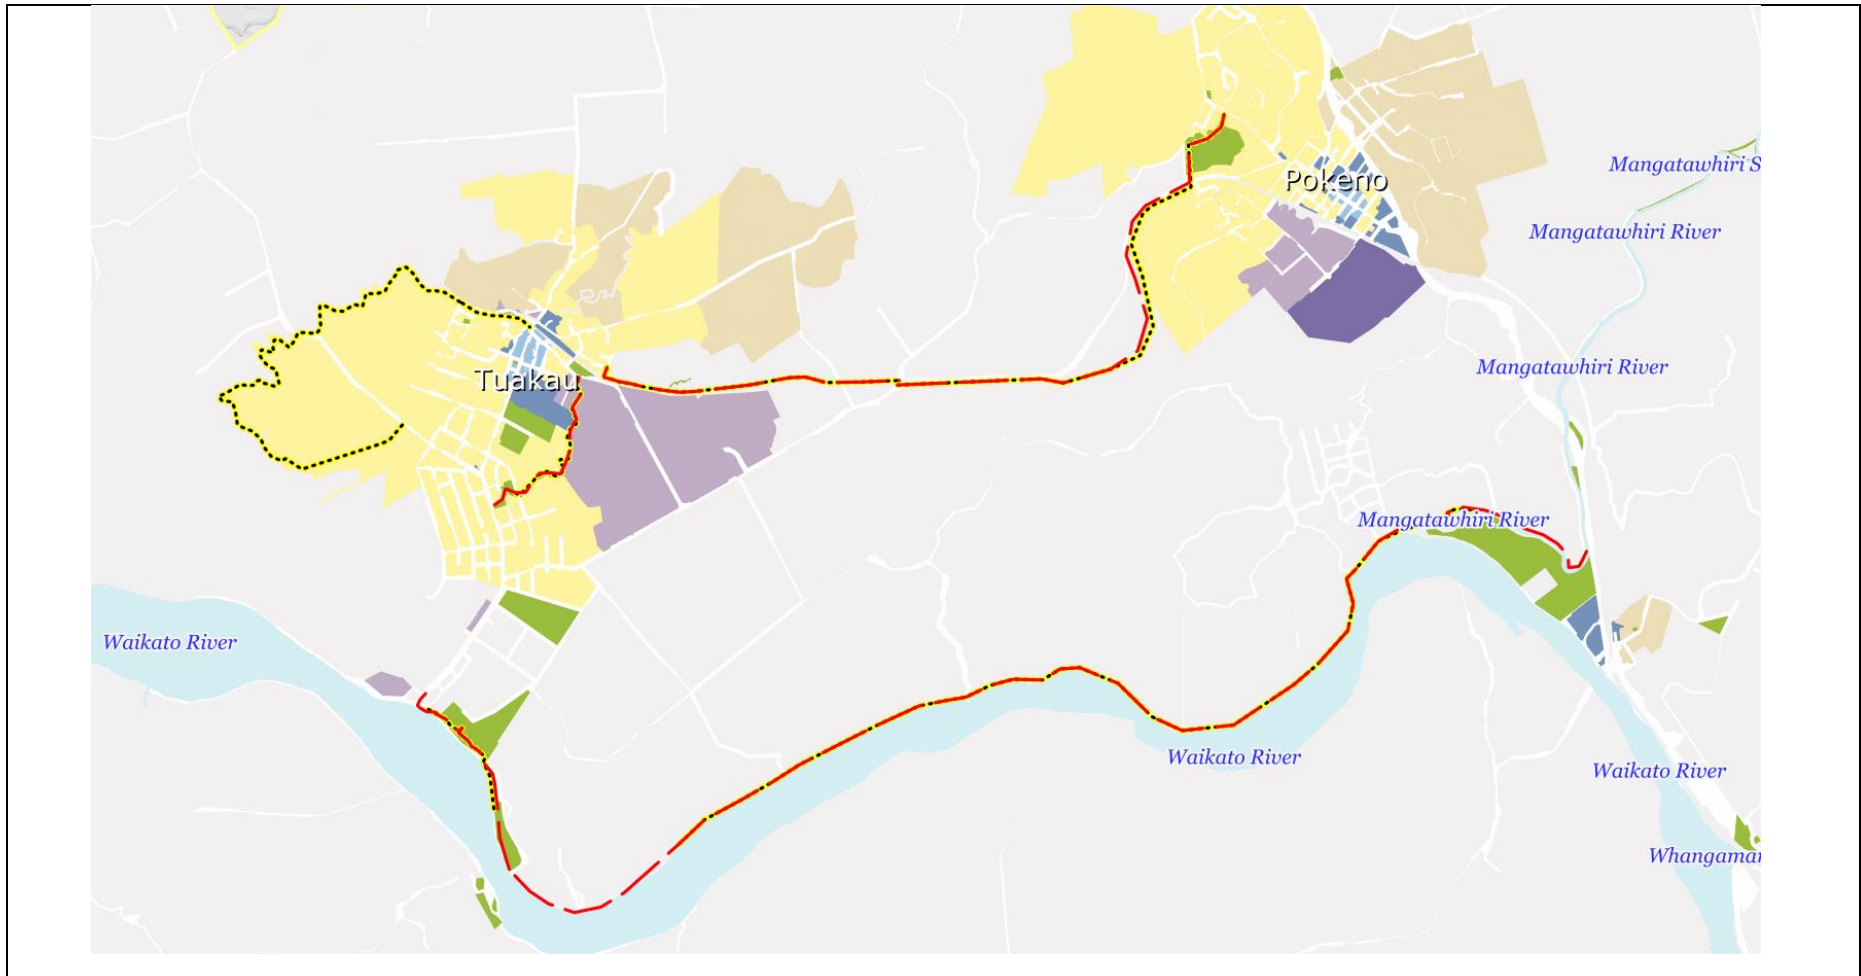 Mangatawhiri S
Pokeno
Mangatawhiri River
Mangatawhiri River
Tuakau
Mangatawhiri River
Waikato River
Waikato River
Waikato River
Whangamar